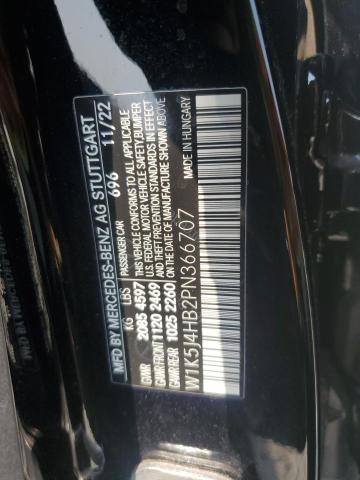 MFD BY MERCEDES-BENZ AG STUTTGART
PASSENGER CAR 696 11/22
KG LBS
GVWR 2085 4597
GAWR FRONT 1120 2469
GAWR REAR 1025 2260
THIS VEHICLE CONFORMS TO ALL APPLICABLE
U.S. FEDERAL MOTOR VEHICLE SAFETY, BUMPER
AND THEFT PREVENTION STANDARDS IN EFFECT
ON THE DATE OF MANUFACTURE SHOWN ABOVE
W1K5J4HB2PN366707
MADE IN HUNGARY